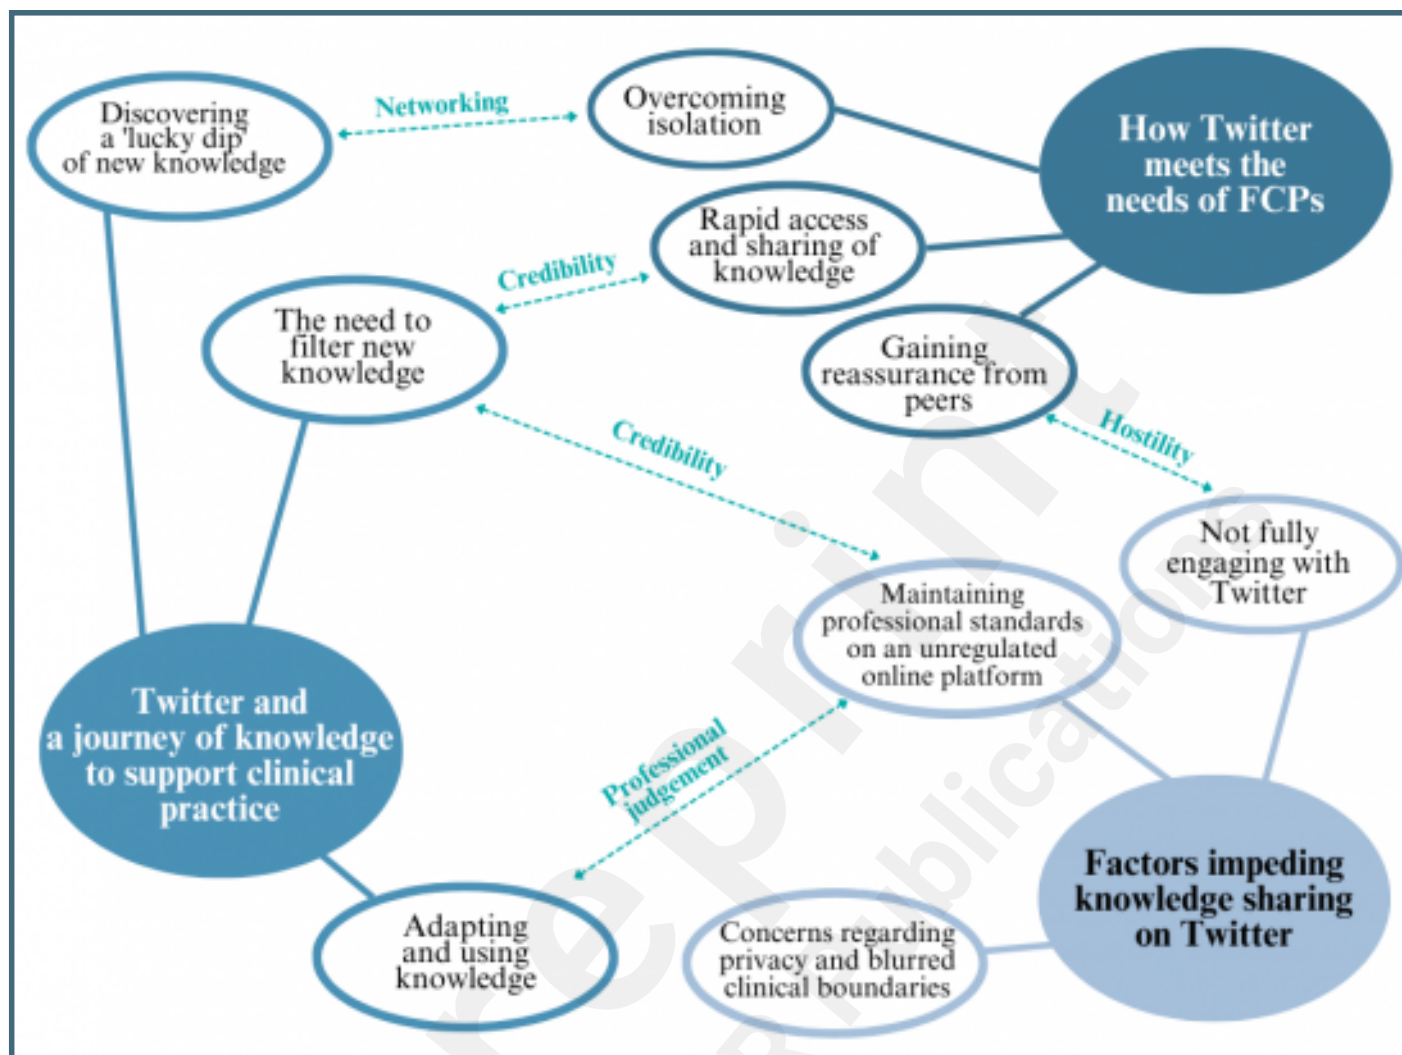 Discovering
a 'lucky dip'
of new knowledge
Networking
Overcoming
isolation
How Twitter
meets the
needs of FCPs
Rapid access
and sharing of
knowledge
Credibility
The need to
filter new
knowledge
Gaining
reassurance from
peers
Hostility
Credibility
Not fully
engaging with
Twitter
Maintaining
professional standards
on an unregulated
online platform
Twitter and
a journey of knowledge
to support clinical
practice
Professional
judgement
Factors impeding
knowledge sharing
on Twitter
Adapting
and using
knowledge
Concerns regarding
privacy and blurred
clinical boundaries